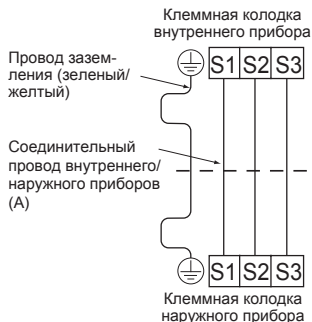 Клеммная колодка
внутреннего прибора
S1 S2 S3
Провод зазем-
ления (зеленый/
желтый)
Соединительный
провод внутреннего/
наружного приборов
(A)
S1 S2 S3
Клеммная колодка
наружного прибора